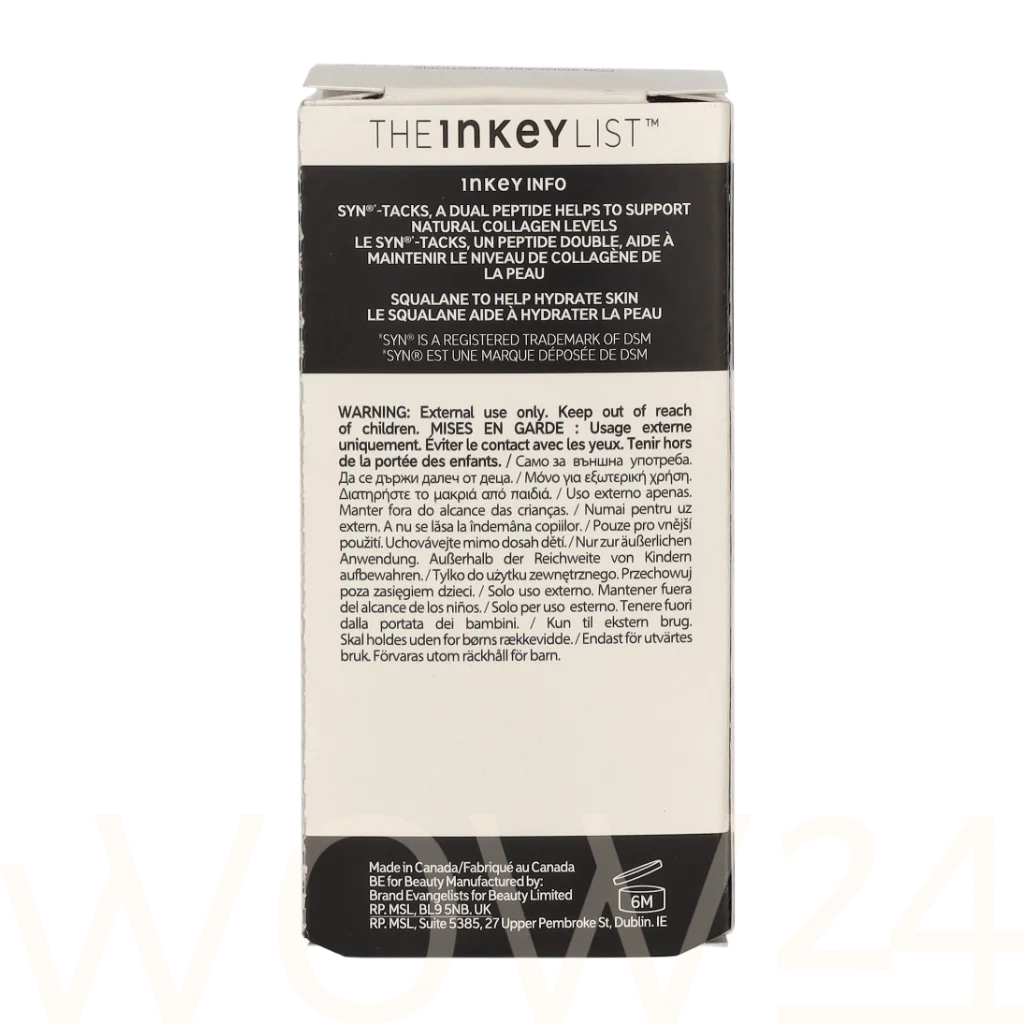 THE INKEY LIST™
INKEY INFO
SYN®*-TACKS, A DUAL PEPTIDE HELPS TO SUPPORT
NATURAL COLLAGEN LEVELS
LE SYN®*-TACKS, UN PEPTIDE DOUBLE, AIDE À
MAINTENIR LE NIVEAU DE COLLAGÈNE DE
LA PEAU
SQUALANE TO HELP HYDRATE SKIN
LE SQUALANE AIDE À HYDRATER LA PEAU
*SYN® IS A REGISTERED TRADEMARK OF DSM
*SYN® EST UNE MARQUE DÉPOSÉE DE DSM
WARNING: External use only. Keep out of reach
of children. MISES EN GARDE : Usage externe
uniquement. Éviter le contact avec les yeux. Tenir hors
de la portée des enfants. / Само за външна употреба.
Да се държи далеч от деца. / Μόνο για εξωτερική χρήση.
Διατηρήστε το μακριά από παιδιά. / Uso externo apenas.
Manter fora do alcance das crianças. / Numai pentru uz
extern. A nu se lăsa la îndemâna copiilor. / Pouze pro vnější
použití. Uchovávejte mimo dosah dětí. / Nur zur äußerlichen
Anwendung. Außerhalb der Reichweite von Kindern
aufbewahren. / Tylko do użytku zewnętrznego. Przechowuj
poza zasięgiem dzieci. / Solo uso externo. Mantener fuera
del alcance de los niños. / Solo per uso esterno. Tenere fuori
dalla portata dei bambini. / Kun til ekstern brug.
Skal holdes uden for børns rækkevidde. / Endast för utvärtes
bruk. Förvaras utom räckhåll för barn.
Made in Canada/Fabriqué au Canada
BE for Beauty Manufactured by:
Brand Evangelists for Beauty Limited
RP. MSL, BL9 5NB. UK
RP. MSL, Suite 5385, 27 Upper Pembroke St, Dublin. IE
6M
WOW24